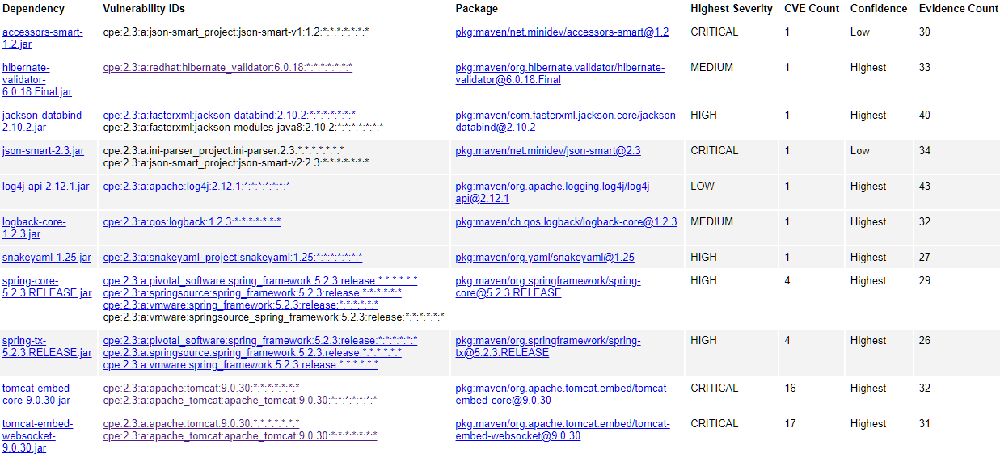 Dependency Vulnerability IDs Package Highest Severity CVE Count Confidence Evidence Count
accessors-smart- cpe:2.3:a:json-smart_project:json-smart-v1:1.2:*:*:*:*:*:* pkg:maven/net.minidev/accessors-smart@1.2 CRITICAL 1 Low 30
1.2.jar
hibernate- cpe:2.3:a:redhat:hibernate_validator:6.0.18:*:*:*:*:*:*:* pkg:maven/org.hibernate.validator/hibernate- MEDIUM 1 Highest 33
validator- validator@6.0.18.Final
6.0.18.Final.jar
jackson-databind- cpe:2.3:a:fasterxml:jackson-databind:2.10.2:*:*:*:*:*:*:* pkg:maven/com.fasterxml.jackson.core/jackson- HIGH 1 Highest 40
2.10.2.jar cpe:2.3:a:fasterxml:jackson-modules-java8:2.10.2:*:*:*:*:*:*:* databind@2.10.2
json-smart-2.3.jar cpe:2.3:a:ini-parser_project:ini-parser:2.3:*:*:*:*:*:*:* pkg:maven/net.minidev/json-smart@2.3 CRITICAL 1 Low 34
cpe:2.3:a:json-smart_project:json-smart-v2:2.3:*:*:*:*:*:*:*
log4j-api-2.12.1.jar cpe:2.3:a:apache:log4j:2.12.1:*:*:*:*:*:*:* pkg:maven/org.apache.logging.log4j/log4j- LOW 1 Highest 43
api@2.12.1
logback-core- cpe:2.3:a:qos:logback:1.2.3:*:*:*:*:*:*:* pkg:maven/ch.qos.logback/logback-core@1.2.3 MEDIUM 1 Highest 32
1.2.3.jar
snakeyaml-1.25.jar cpe:2.3:a:snakeyaml_project:snakeyaml:1.25:*:*:*:*:*:*:* pkg:maven/org.yaml/snakeyaml@1.25 HIGH 1 Highest 27
spring-core- cpe:2.3:a:pivotal_software:spring_framework:5.2.3:release:*:*:*:*:*:* pkg:maven/org.springframework/spring- HIGH 4 Highest 29
5.2.3.RELEASE.jar cpe:2.3:a:springsource:spring_framework:5.2.3:release:*:*:*:*:*:* core@5.2.3.RELEASE
cpe:2.3:a:vmware:spring_framework:5.2.3:release:*:*:*:*:*:*
cpe:2.3:a:vmware:springsource_spring_framework:5.2.3:release:*:*:*:*:*:*
spring-tx- cpe:2.3:a:pivotal_software:spring_framework:5.2.3:release:*:*:*:*:*:* pkg:maven/org.springframework/spring- HIGH 4 Highest 26
5.2.3.RELEASE.jar cpe:2.3:a:springsource:spring_framework:5.2.3:release:*:*:*:*:*:* tx@5.2.3.RELEASE
cpe:2.3:a:vmware:spring_framework:5.2.3:release:*:*:*:*:*:*
tomcat-embed- cpe:2.3:a:apache:tomcat:9.0.30:*:*:*:*:*:*:* pkg:maven/org.apache.tomcat.embed/tomcat- CRITICAL 16 Highest 32
core-9.0.30.jar cpe:2.3:a:apache_tomcat:apache_tomcat:9.0.30:*:*:*:*:*:*:* embed-core@9.0.30
tomcat-embed- cpe:2.3:a:apache:tomcat:9.0.30:*:*:*:*:*:*:* pkg:maven/org.apache.tomcat.embed/tomcat- CRITICAL 17 Highest 31
websocket- cpe:2.3:a:apache_tomcat:apache_tomcat:9.0.30:*:*:*:*:*:*:* embed-websocket@9.0.30
9.0.30.jar